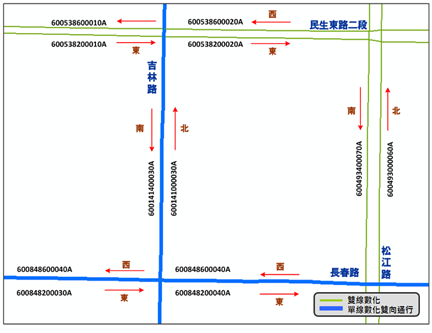 西
600538600010A 600538600020A 民生東路二段
600538200010A 600538200020A
東 東
吉林路
南 北 南 北
600141400030A 600141000030A 600493400070A 600493000060A
松江路
西 西
600848600040A 600848600040A 長春路
600848200030A 東 600848200040A 東
雙線數化
單線數化雙向通行